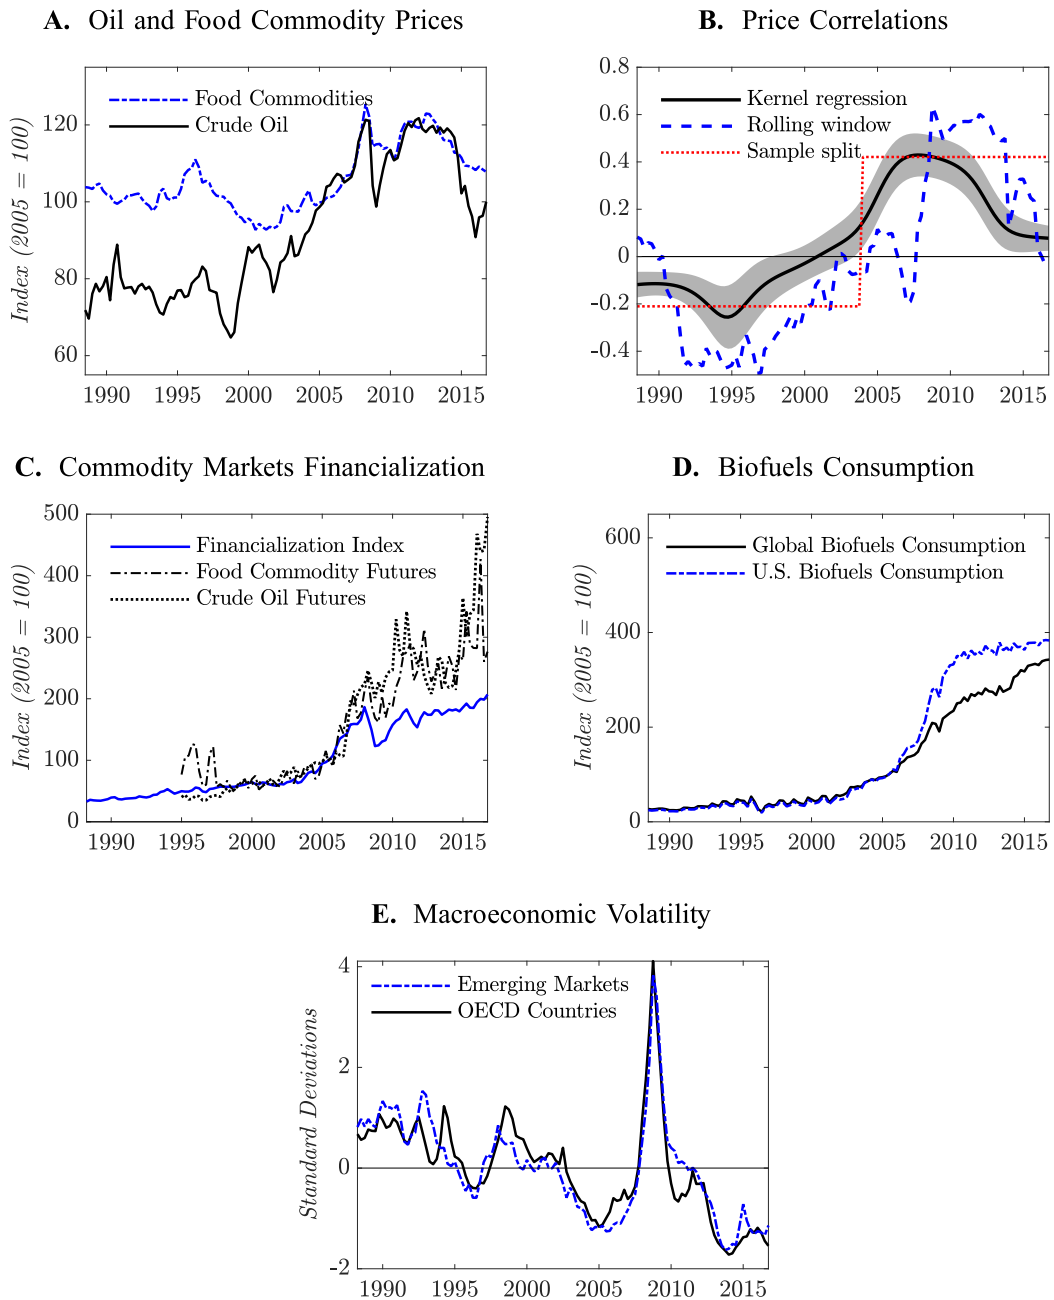 A. Oil and Food Commodity Prices
Index (2005 = 100)
120
100
80
60
Food Commodities
Crude Oil
1990 1995 2000 2005 2010 2015
B. Price Correlations
0.8
0.6
0.4
0.2
0
-0.2
-0.4
Kernel regression
Rolling window
Sample split
1990 1995 2000 2005 2010 2015
C. Commodity Markets Financialization
Index (2005 = 100)
500
400
300
200
100
0
Financialization Index
Food Commodity Futures
Crude Oil Futures
1990 1995 2000 2005 2010 2015
D. Biofuels Consumption
Index (2005 = 100)
600
400
200
0
Global Biofuels Consumption
U.S. Biofuels Consumption
1990 1995 2000 2005 2010 2015
E. Macroeconomic Volatility
Standard Deviations
4
2
0
-2
Emerging Markets
OECD Countries
1990 1995 2000 2005 2010 2015